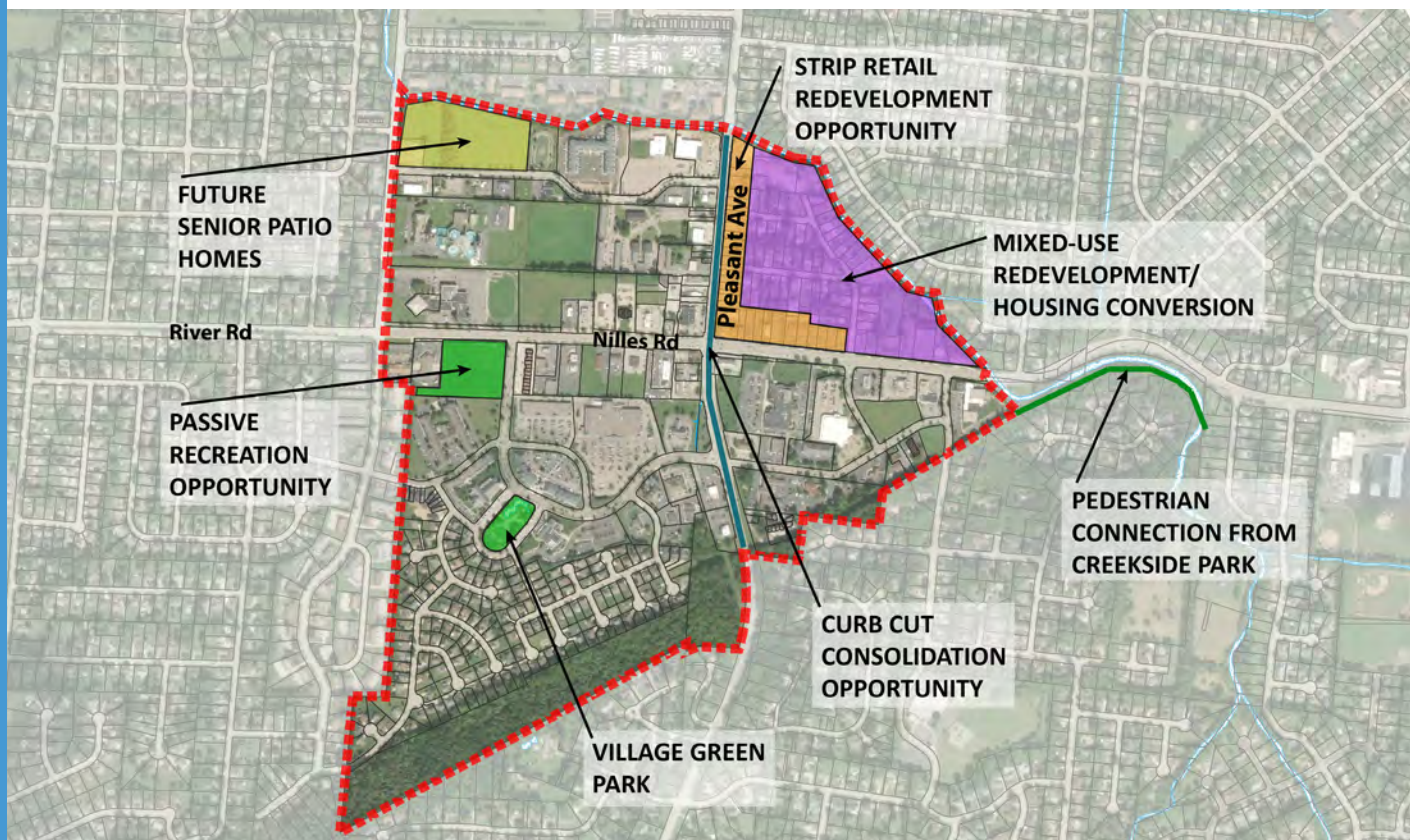 STRIP RETAIL
REDEVELOPMENT
OPPORTUNITY
FUTURE
SENIOR PATIO
HOMES
Pleasant Ave
MIXED-USE
REDEVELOPMENT/
HOUSING CONVERSION
River Rd
Nilles Rd
PASSIVE
RECREATION
OPPORTUNITY
PEDESTRIAN
CONNECTION FROM
CREEKSIDE PARK
CURB CUT
CONSOLIDATION
OPPORTUNITY
VILLAGE GREEN
PARK